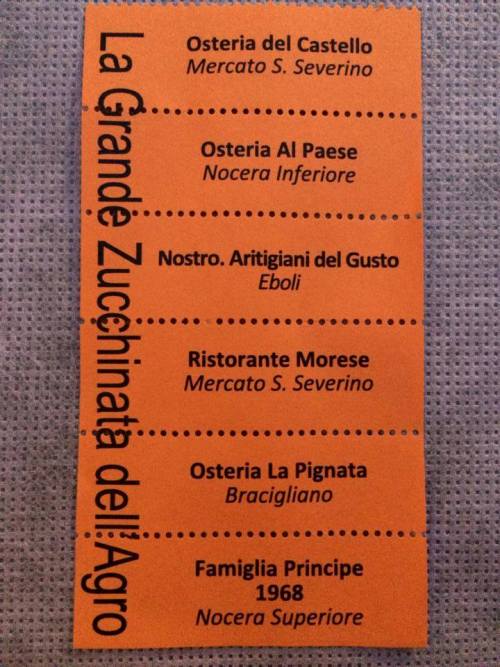 La Grande Zucchinata dell'Agro
Osteria del Castello
Mercato S. Severino
Osteria Al Paese
Nocera Inferiore
Nostro. Aritigiani del Gusto
Eboli
Ristorante Morese
Mercato S. Severino
Osteria La Pignata
Bracigliano
Famiglia Principe
1968
Nocera Superiore